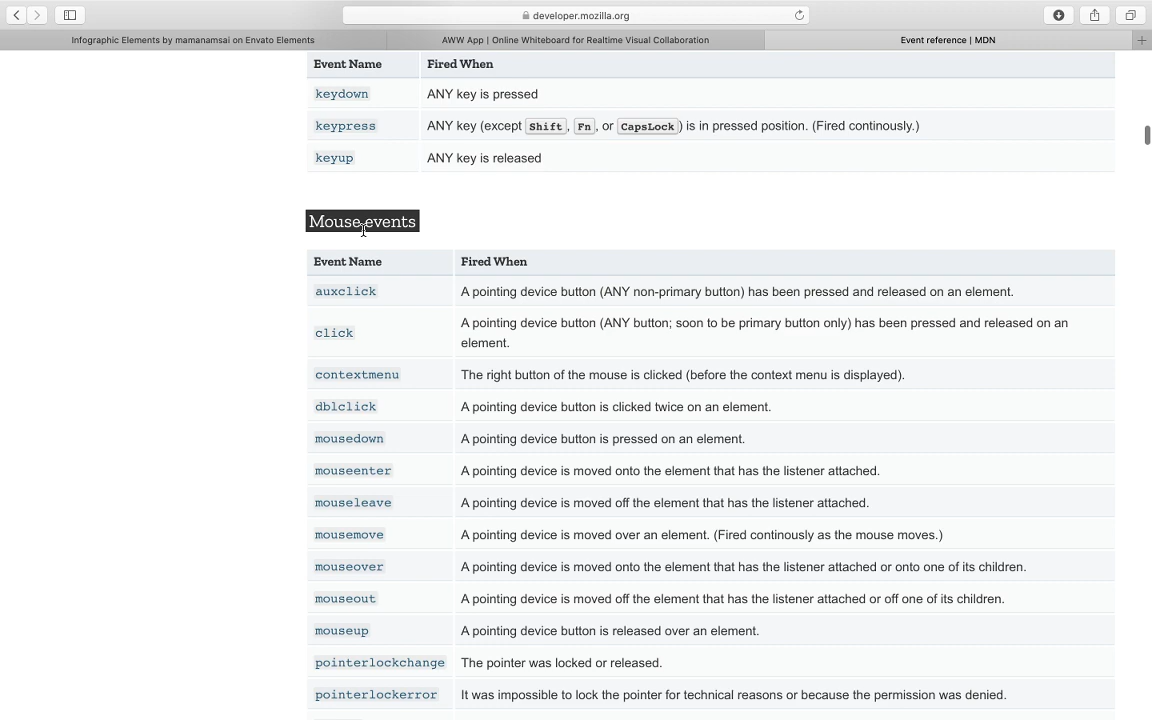 developer.mozilla.org
Infographic Elements by mamanamsai on Envato Elements
AWW App | Online Whiteboard for Realtime Visual Collaboration
Event reference | MDN
Event Name Fired When
keydown ANY key is pressed
keypress ANY key (except Shift, Fn, or CapsLock) is in pressed position. (Fired continously.)
keyup ANY key is released
Mouse events
Event Name Fired When
auxclick A pointing device button (ANY non-primary button) has been pressed and released on an element.
click A pointing device button (ANY button; soon to be primary button only) has been pressed and released on an
element.
contextmenu The right button of the mouse is clicked (before the context menu is displayed).
dblclick A pointing device button is clicked twice on an element.
mousedown A pointing device button is pressed on an element.
mouseenter A pointing device is moved onto the element that has the listener attached.
mouseleave A pointing device is moved off the element that has the listener attached.
mousemove A pointing device is moved over an element. (Fired continously as the mouse moves.)
mouseover A pointing device is moved onto the element that has the listener attached or onto one of its children.
mouseout A pointing device is moved off the element that has the listener attached or off one of its children.
mouseup A pointing device button is released over an element.
pointerlockchange The pointer was locked or released.
pointerlockerror It was impossible to lock the pointer for technical reasons or because the permission was denied.